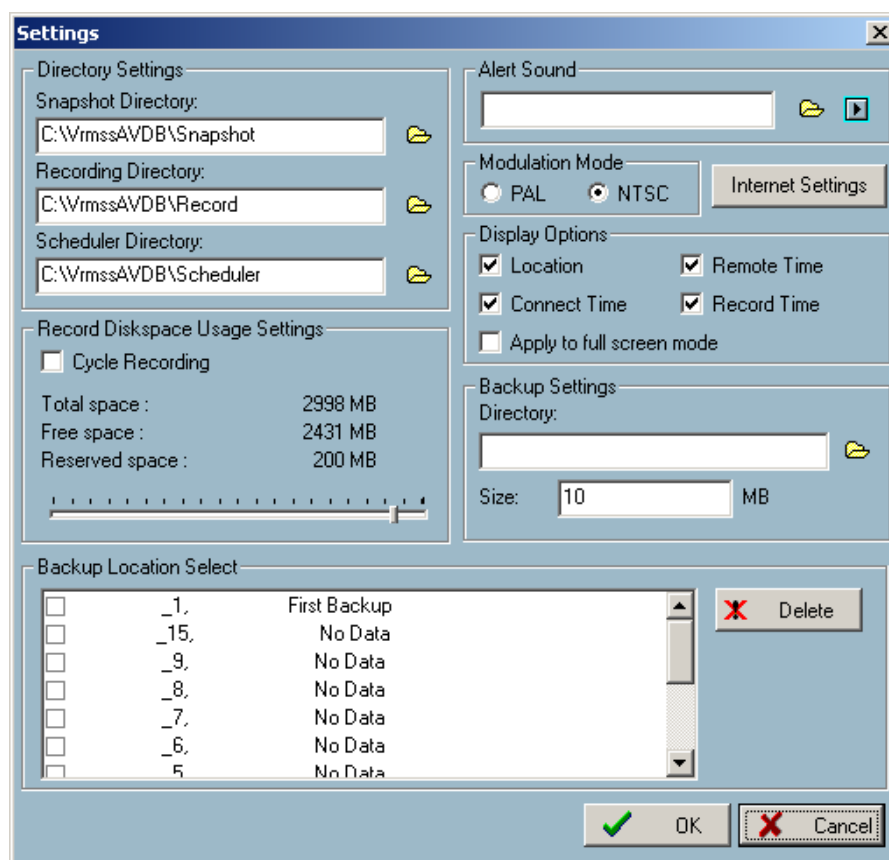 Settings
Directory Settings
Snapshot Directory:
C:\VrmssAVDB\Snapshot
Recording Directory:
C:\VrmssAVDB\Record
Scheduler Directory:
C:\VrmssAVDB\Scheduler
Record Diskspace Usage Settings
Cycle Recording
Total space : 2998 MB
Free space : 2431 MB
Reserved space : 200 MB
Alert Sound
Modulation Mode
PAL NTSC
Internet Settings
Display Options
Location Remote Time
Connect Time Record Time
Apply to full screen mode
Backup Settings
Directory:
Size: 10 MB
Backup Location Select
_1, First Backup
_15, No Data
_9, No Data
_8, No Data
_7, No Data
_6, No Data
_5, No Data
Delete
OK Cancel